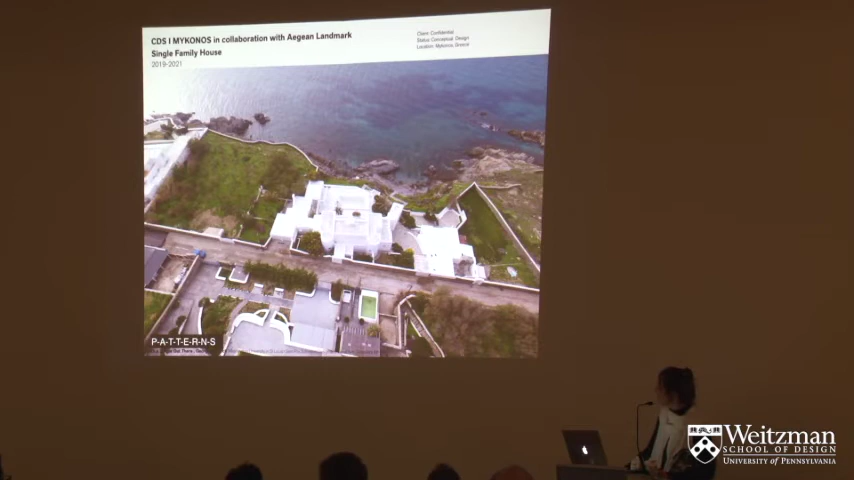 CDS I MYKONOS in collaboration with Aegean Landmark
Single Family House
2019-2021
Client: Confidential
Status: Conceptual Design
Location: Mykonos, Greece
P-A-T-T-E-R-N-S
Weitzman
SCHOOL OF DESIGN
UNIVERSITY of PENNSYLVANIA